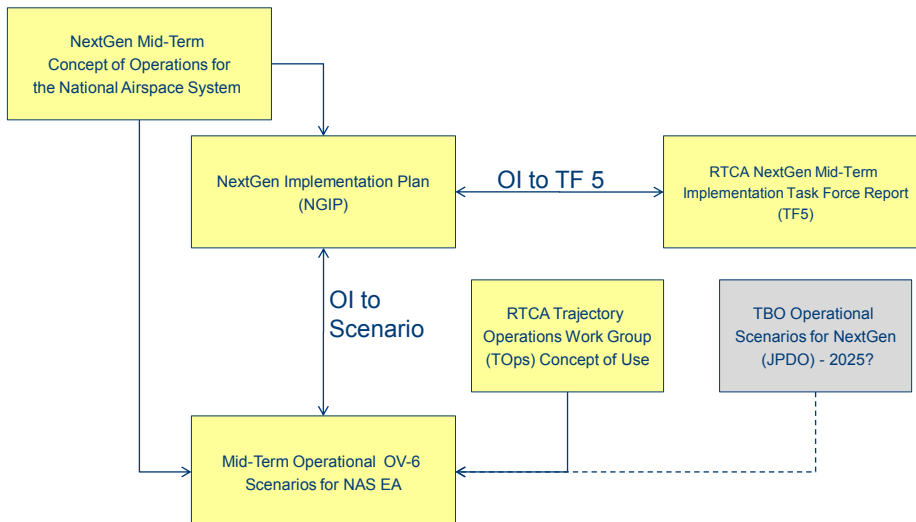 NextGen Mid-Term
Concept of Operations for
the National Airspace System
NextGen Implementation Plan
(NGIP)
OI to TF 5
RTCA NextGen Mid-Term
Implementation Task Force Report
(TF5)
OI to
Scenario
RTCA Trajectory
Operations Work Group
(TOps) Concept of Use
TBO Operational
Scenarios for NextGen
(JPDO) - 2025?
Mid-Term Operational OV-6
Scenarios for NAS EA